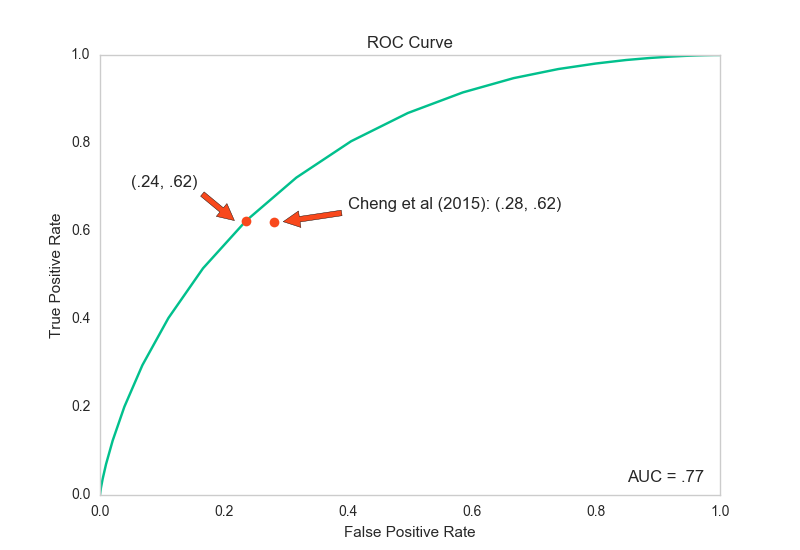 ROC Curve
1.0
0.8
(.24, .62)
Cheng et al (2015): (.28, .62)
0.6
True Positive Rate
0.4
0.2
AUC = .77
0.0
0.0 0.2 0.4 0.6 0.8 1.0
False Positive Rate